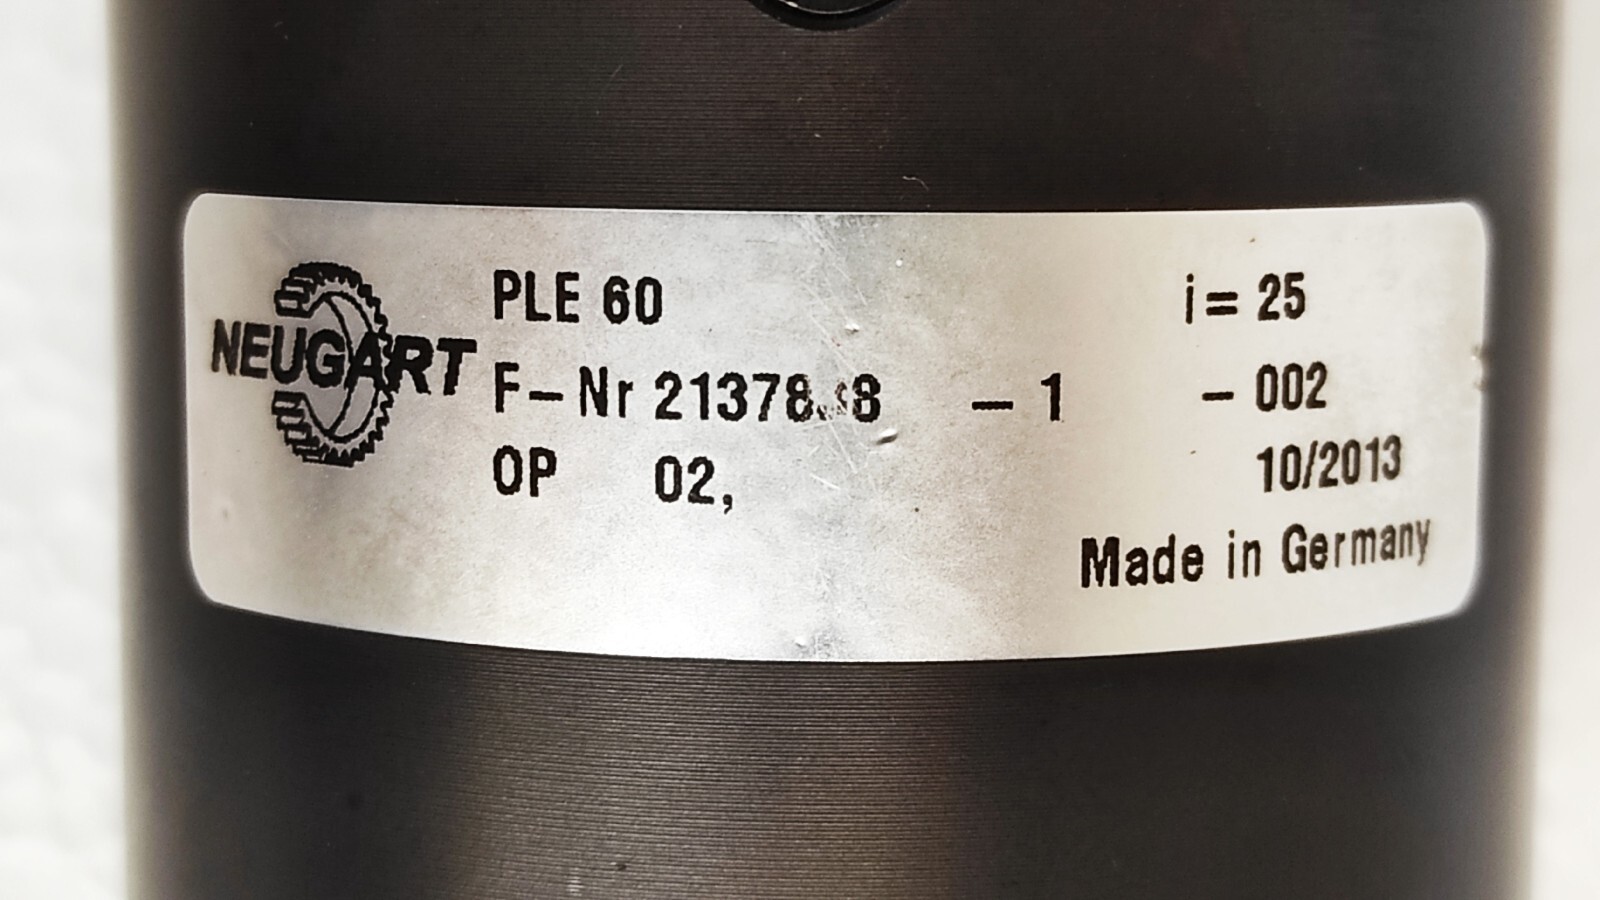 NEUGART
PLE 60 i = 25
F-Nr - 1 - 002
OP 02,
10/2013
Made in Germany